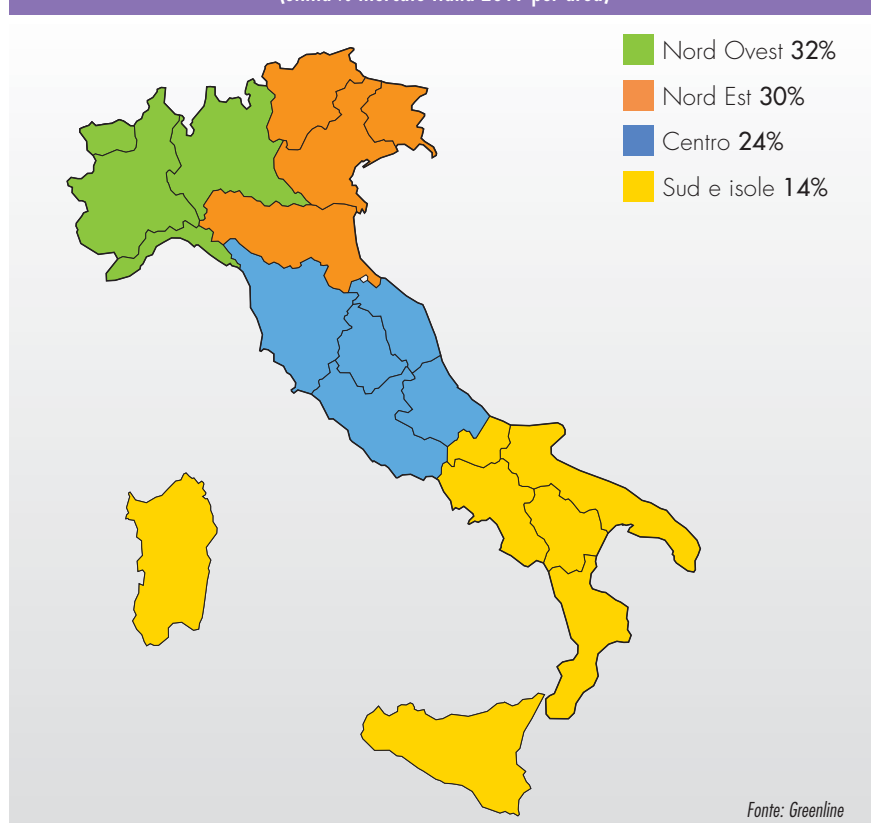 Nord Ovest 32%
Nord Est 30%
Centro 24%
Sud e isole 14%
Fonte: Greenline